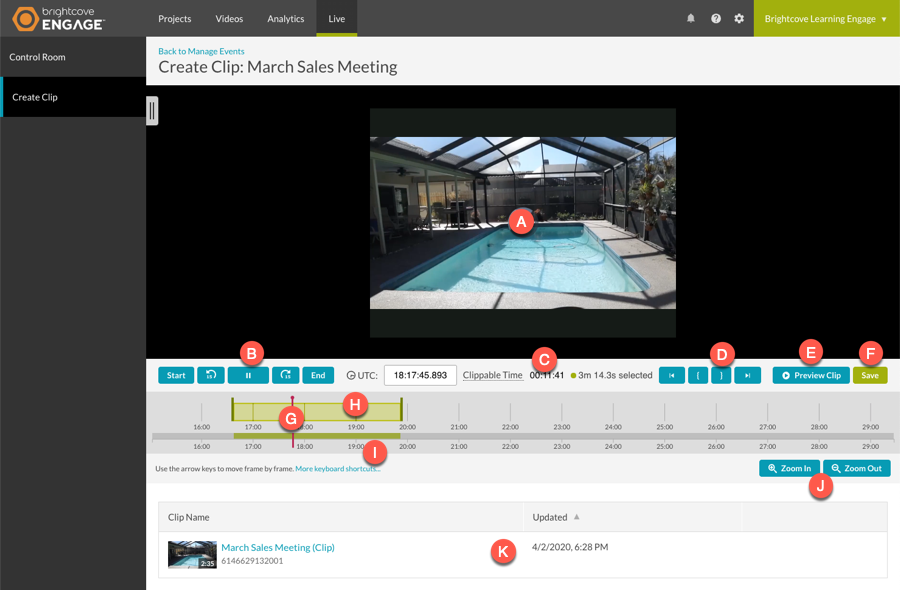 brightcove
ENGAGE
Projects
Videos
Analytics
Live
Brightcove Learning Engage
Control Room
Create Clip
Back to Manage Events
Create Clip: March Sales Meeting
A
B
C
D
E
F
Start
10
10
End
UTC:
18:17:45.893
Clippable Time
00:11:41
3m 14.3s selected
{
}
Preview Clip
Save
G
H
16:00 17:00 18:00 19:00 20:00 21:00 22:00 23:00 24:00 25:00 26:00 27:00 28:00 29:00
16:00 17:00 18:00 19:00 20:00 21:00 22:00 23:00 24:00 25:00 26:00 27:00 28:00 29:00
I
Use the arrow keys to move frame by frame. More keyboard shortcuts...
Zoom In
Zoom Out
J
Clip Name
Updated
March Sales Meeting (Clip)
4/2/2020, 6:28 PM
2:35
6146629132001
K